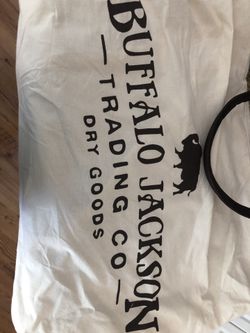 BUFFALO JACKSON
— TRADING CO —
DRY GOODS